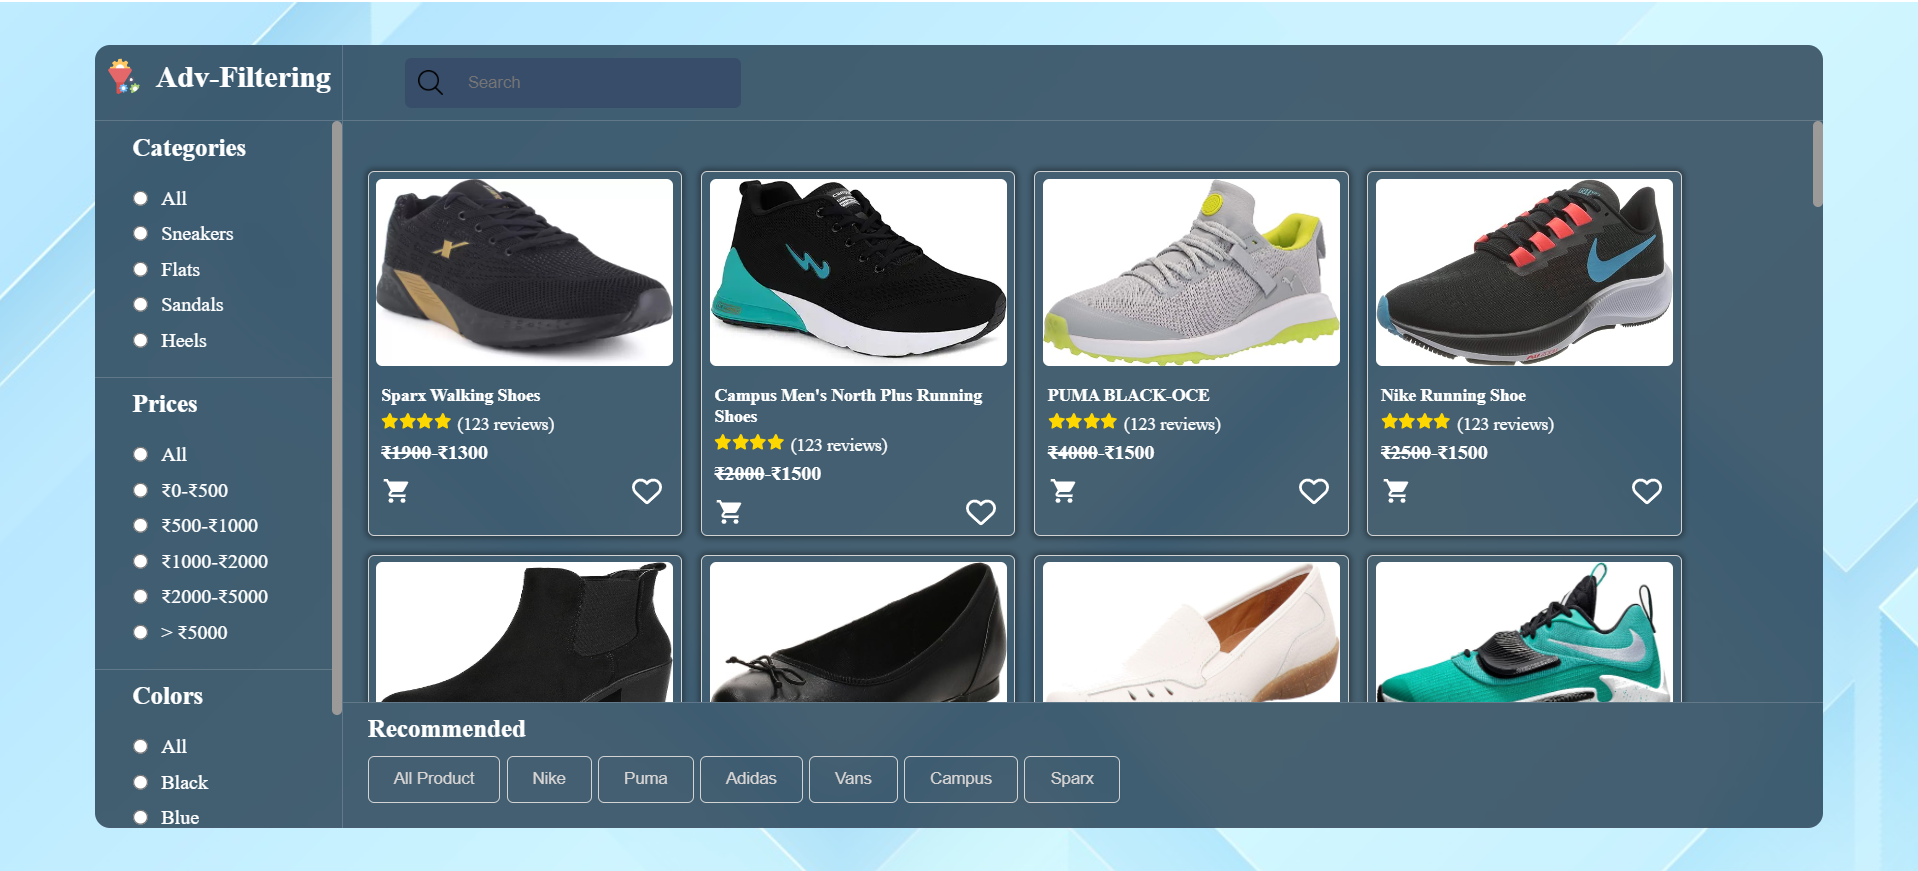 Adv-Filtering
Search
Categories
All
Sneakers
Flats
Sandals
Heels
Prices
All
₹0-₹500
₹500-₹1000
₹1000-₹2000
₹2000-₹5000
> ₹5000
Colors
All
Black
Blue
Sparx Walking Shoes
(123 reviews)
₹1900-₹1300
Campus Men's North Plus Running
Shoes
(123 reviews)
₹2000-₹1500
PUMA BLACK-OCE
(123 reviews)
₹4000-₹1500
Nike Running Shoe
(123 reviews)
₹2500-₹1500
Recommended
All Product
Nike
Puma
Adidas
Vans
Campus
Sparx